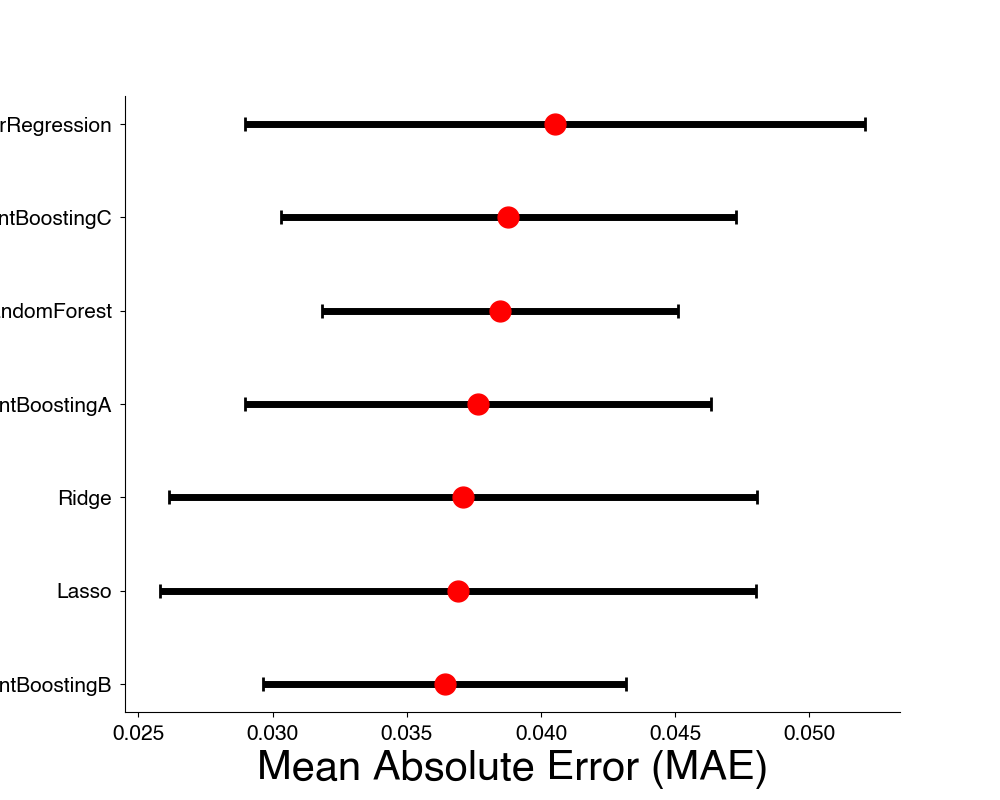 rRegression
ntBoostingC
ndomForest
ntBoostingA
Ridge
Lasso
ntBoostingB
0.025 0.030 0.035 0.040 0.045 0.050
Mean Absolute Error (MAE)